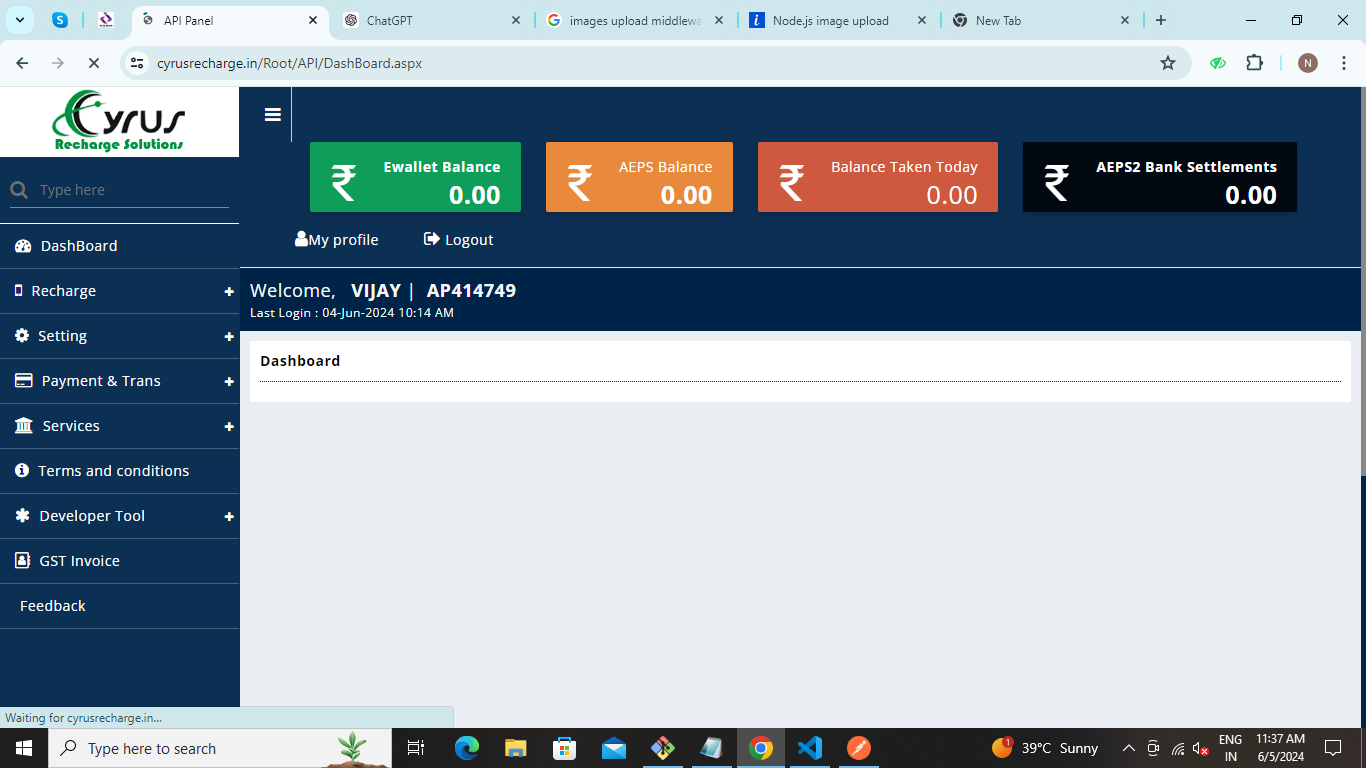 API Panel
ChatGPT
images upload middlewa
Node.js image upload
New Tab
cyrusrecharge.in/Root/API/DashBoard.aspx
N
Cyrus
Recharge Solutions
Type here
DashBoard
Recharge
Setting
Payment & Trans
Services
Terms and conditions
Developer Tool
GST Invoice
Feedback
Ewallet Balance
0.00
AEPS Balance
0.00
Balance Taken Today
0.00
AEPS2 Bank Settlements
0.00
My profile
Logout
Welcome, VIJAY | AP414749
Last Login : 04-Jun-2024 10:14 AM
Dashboard
Waiting for cyrusrecharge.in...
Type here to search
1
39°C Sunny
ENG
IN
11:37 AM
6/5/2024